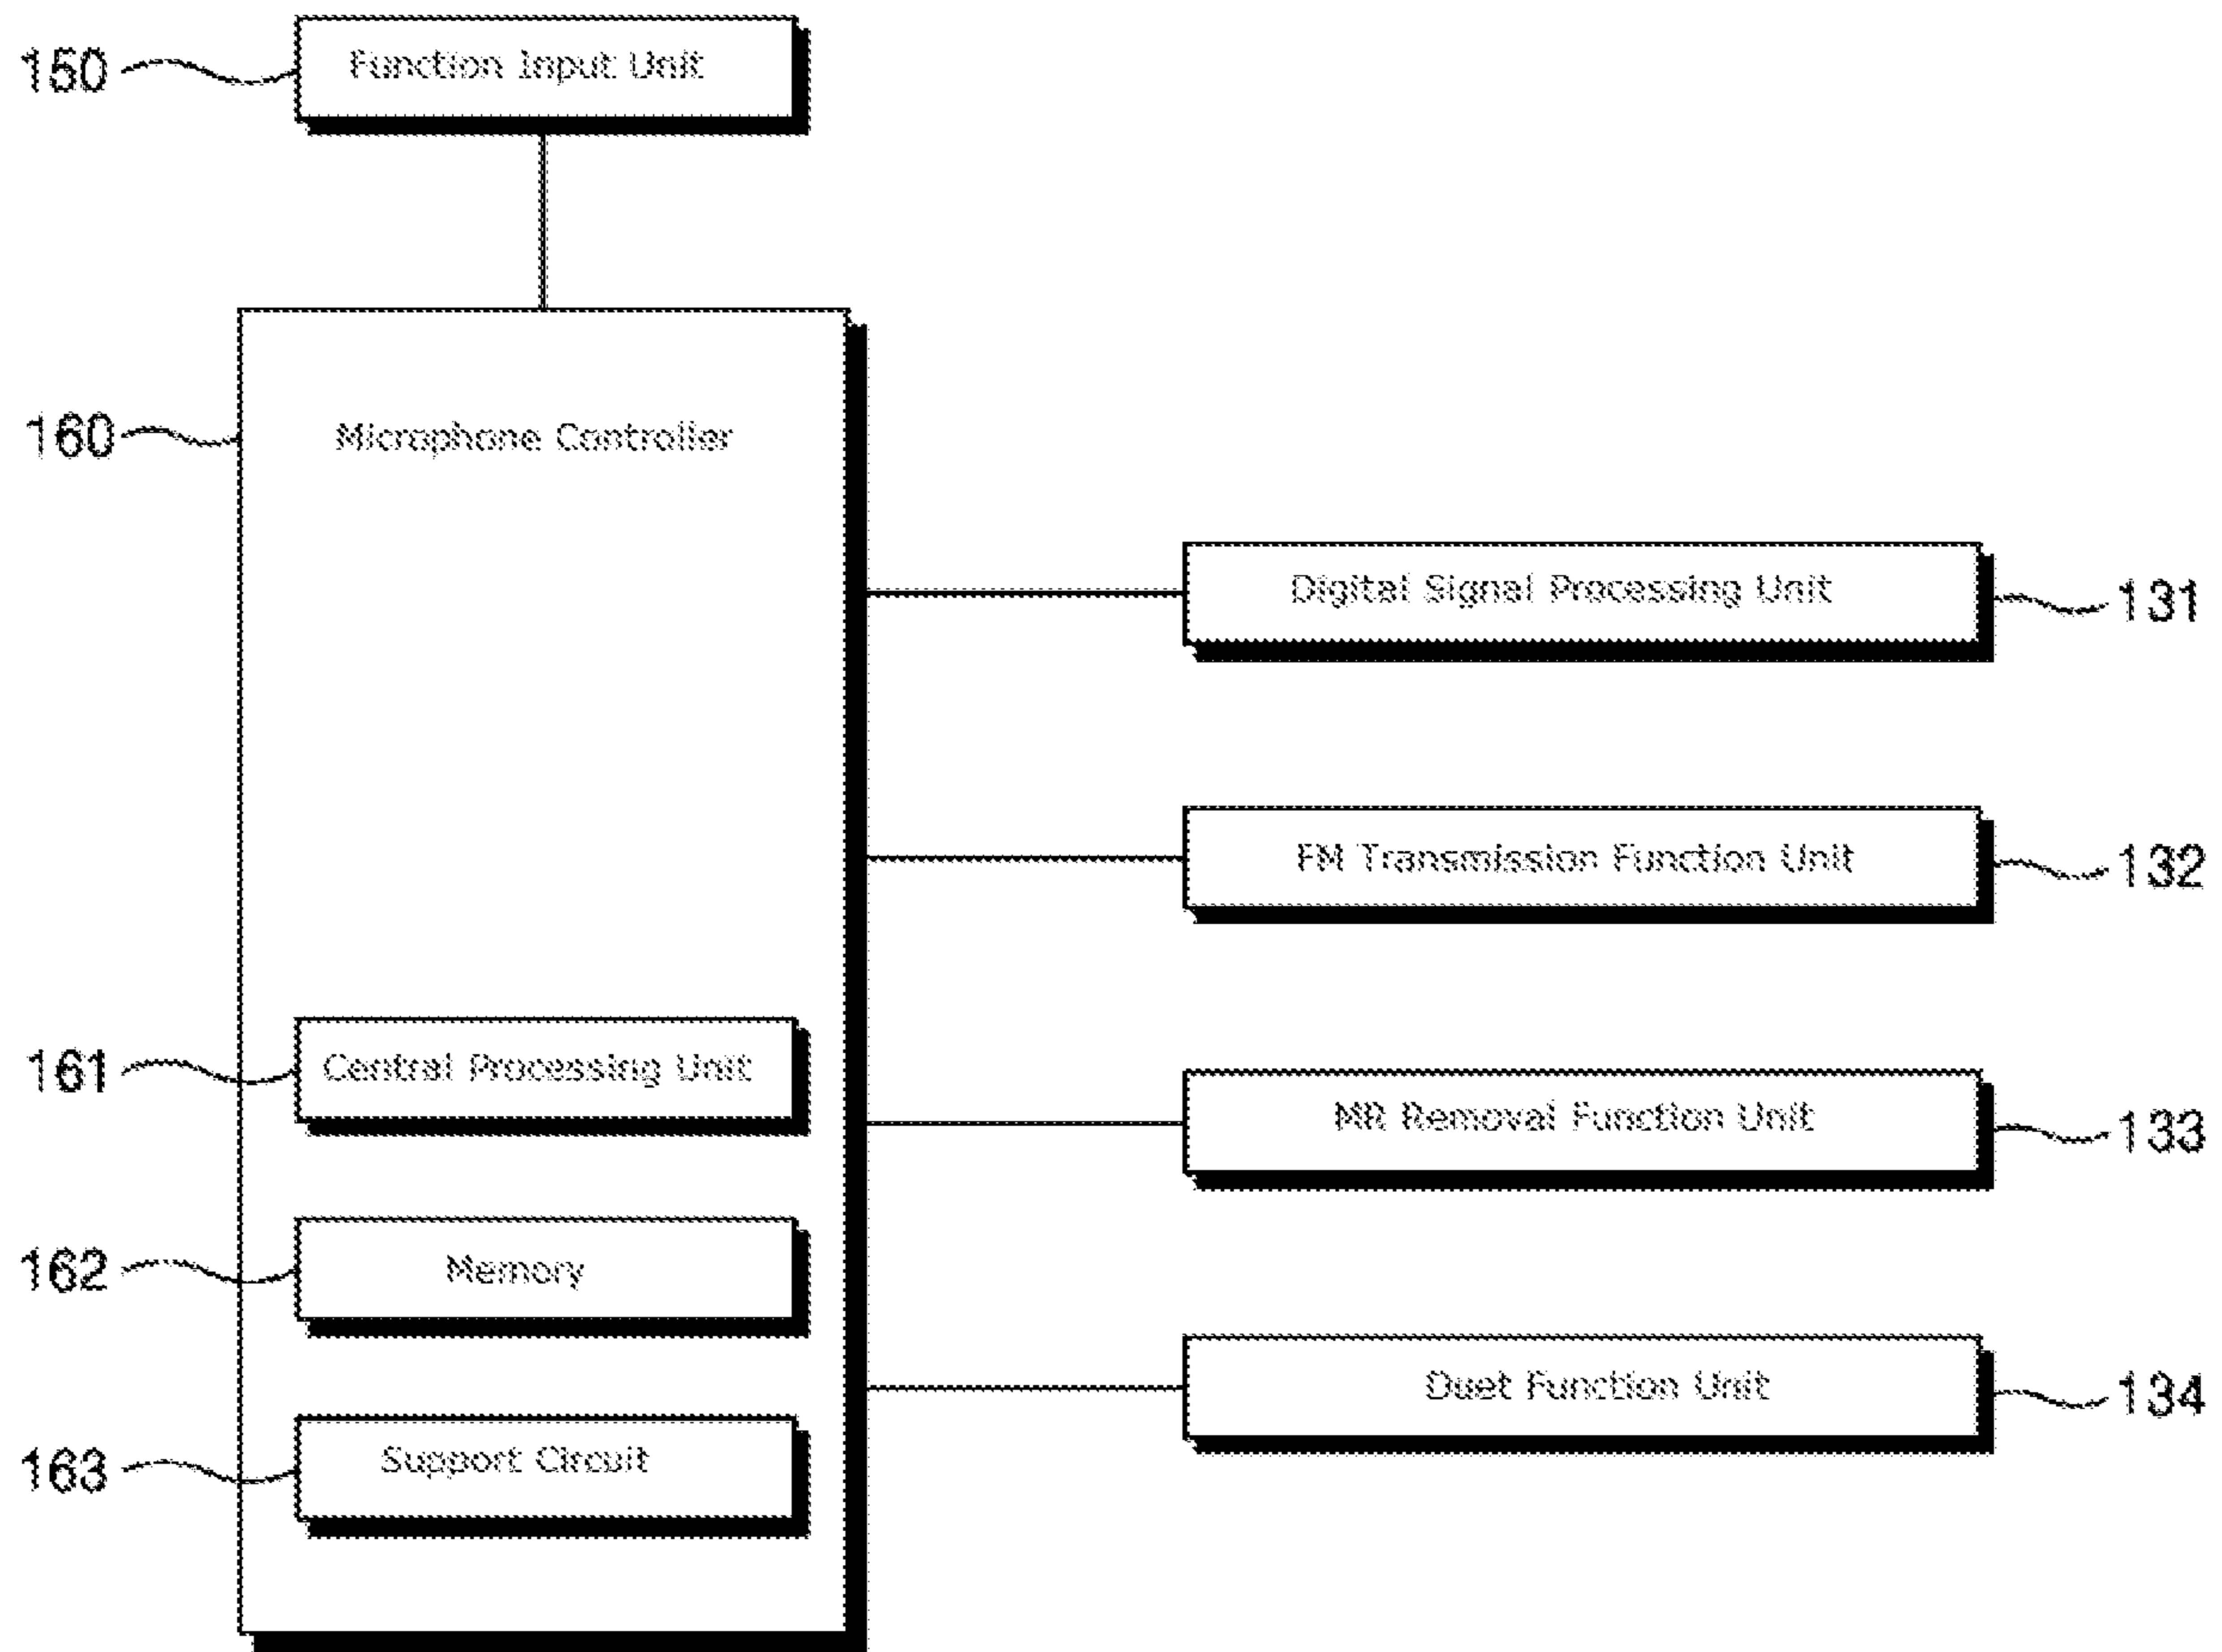 150 Function Input Unit
160 Microphone Controller
Digital Signal Processing Unit 131
FM Transmission Function Unit 132
161 Central Processing Unit
MR Removal Function Unit 133
162 Memory
Duet Function Unit 134
163 Support Circuit